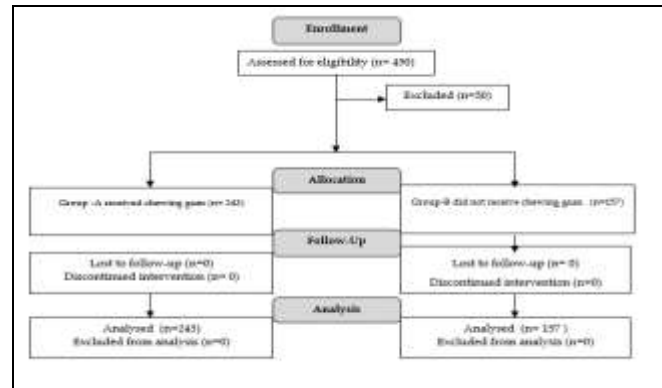 Enrollment
Assessed for eligibility (n= 450)
Excluded (n=50)
Allocation
Group -A received chewing gum (n= 243)
Group-B did not receive chewing gum (n=157)
Follow-Up
Lost to follow-up (n=0)
Discontinued intervention (n= 0)
Lost to follow-up (n= 0)
Discontinued intervention (n=0)
Analysis
Analysed (n=243)
Excluded from analysis (n=0)
Analysed (n= 157 )
Excluded from analysis (n=0)